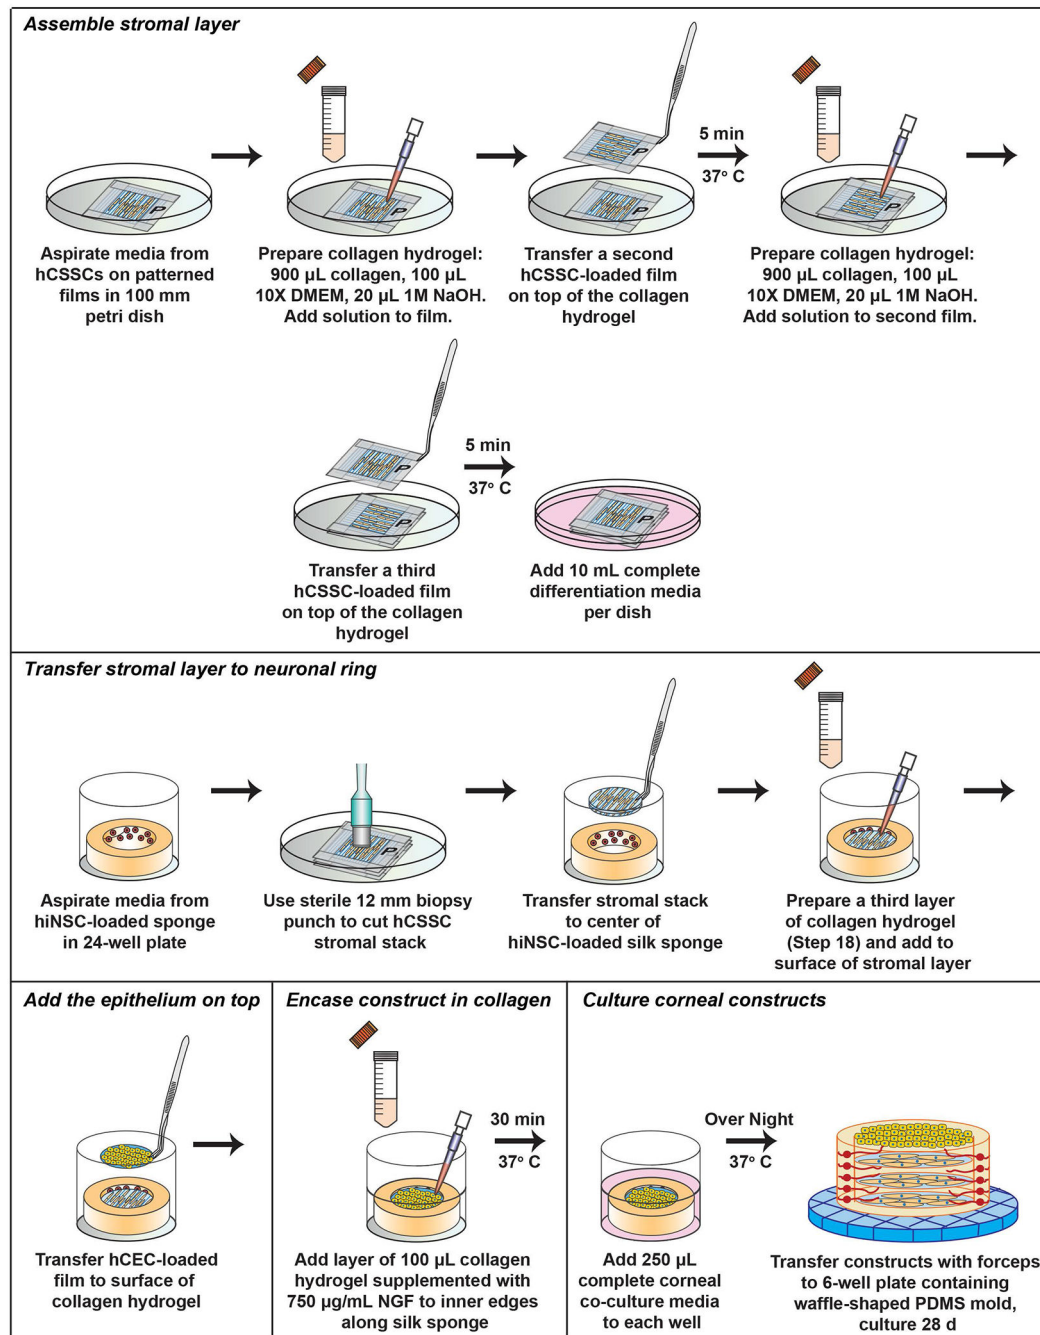 Assemble stromal layer
5 min
37° C
Aspirate media from
hCSSCs on patterned
films in 100 mm
petri dish
Prepare collagen hydrogel:
900 µL collagen, 100 µL
10X DMEM, 20 µL 1M NaOH.
Add solution to film.
Transfer a second
hCSSC-loaded film
on top of the collagen
hydrogel
Prepare collagen hydrogel:
900 µL collagen, 100 µL
10X DMEM, 20 µL 1M NaOH.
Add solution to second film.
P
P
P
P
5 min
37° C
P
P
P
Transfer a third
hCSSC-loaded film
on top of the collagen
hydrogel
Add 10 mL complete
differentiation media
per dish
Transfer stromal layer to neuronal ring
P
Aspirate media from
hiNSC-loaded sponge
in 24-well plate
Use sterile 12 mm biopsy
punch to cut hCSSC
stromal stack
Transfer stromal stack
to center of
hiNSC-loaded silk sponge
Prepare a third layer
of collagen hydrogel
(Step 18) and add to
surface of stromal layer
Add the epithelium on top
Transfer hCEC-loaded
film to surface of
collagen hydrogel
Encase construct in collagen
30 min
37° C
Add layer of 100 µL collagen
hydrogel supplemented with
750 µg/mL NGF to inner edges
along silk sponge
Culture corneal constructs
Over Night
37° C
Add 250 µL
complete corneal
co-culture media
to each well
Transfer constructs with forceps
to 6-well plate containing
waffle-shaped PDMS mold,
culture 28 d